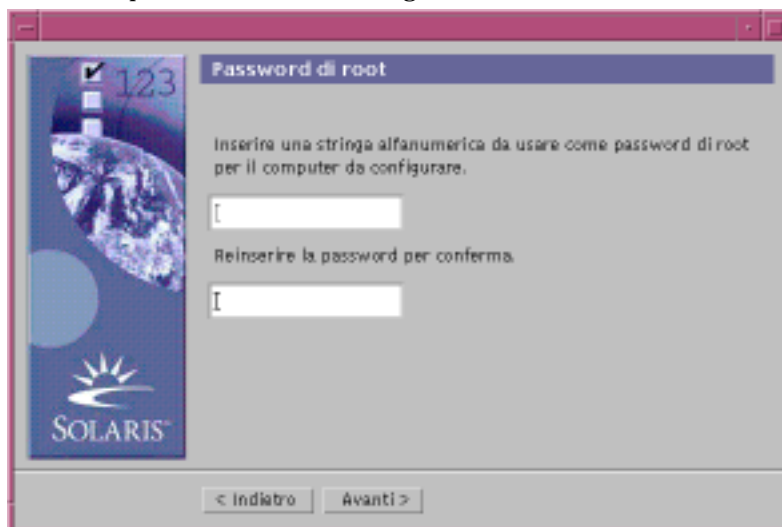 123
Password di root
Inserire una stringa alfanumerica da usare come password di root
per il computer da configurare.
Reinserire la password per conferma.
SOLARIS
< Indietro
Avanti >